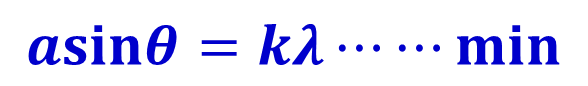 asinθ = kλ ⋯ ⋯ min